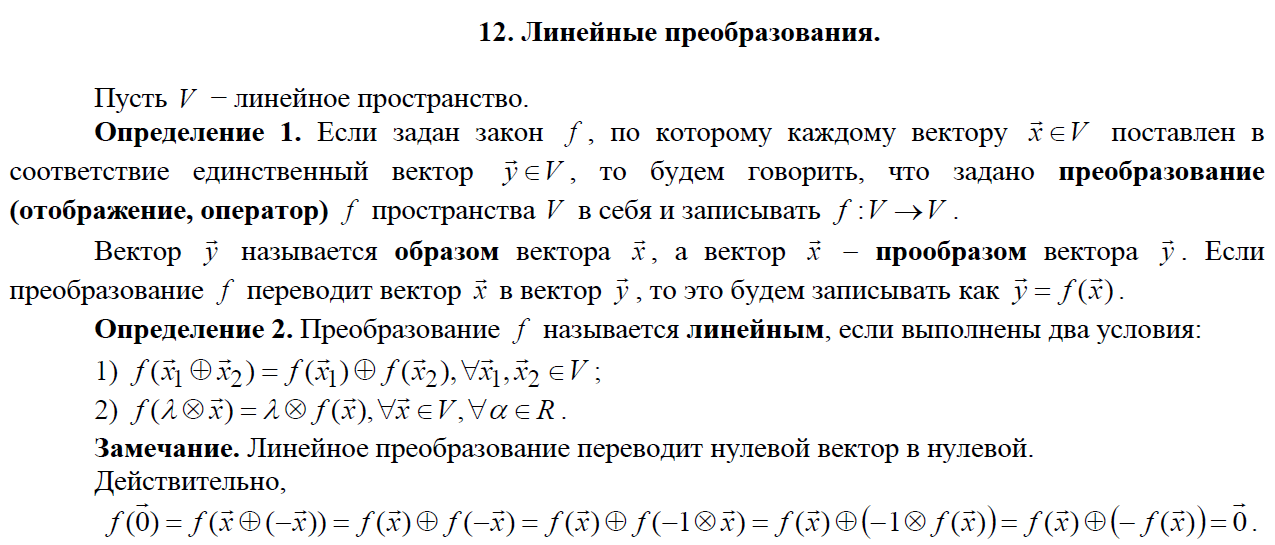 12. Линейные преобразования.
Пусть V − линейное пространство.
Определение 1. Если задан закон f , по которому каждому вектору x⃗ ∈ V поставлен в
соответствие единственный вектор y⃗ ∈ V , то будем говорить, что задано преобразование
(отображение, оператор) f пространства V в себя и записывать f : V → V .
Вектор y⃗ называется образом вектора x⃗ , а вектор x⃗ – прообразом вектора y⃗ . Если
преобразование f переводит вектор x⃗ в вектор y⃗ , то это будем записывать как y⃗ = f (x⃗) .
Определение 2. Преобразование f называется линейным, если выполнены два условия:
1) f (x⃗₁ ⊕ x⃗₂) = f (x⃗₁) ⊕ f (x⃗₂), ∀x⃗₁, x⃗₂ ∈ V ;
2) f (λ ⊗ x⃗) = λ ⊗ f (x⃗), ∀x⃗ ∈ V , ∀α ∈ R .
Замечание. Линейное преобразование переводит нулевой вектор в нулевой.
Действительно,
f (0⃗) = f (x⃗ ⊕ (−x⃗)) = f (x⃗) ⊕ f (−x⃗) = f (x⃗) ⊕ f (−1 ⊗ x⃗) = f (x⃗) ⊕ (−1 ⊗ f (x⃗)) = f (x⃗) ⊕ (− f (x⃗)) = 0⃗ .